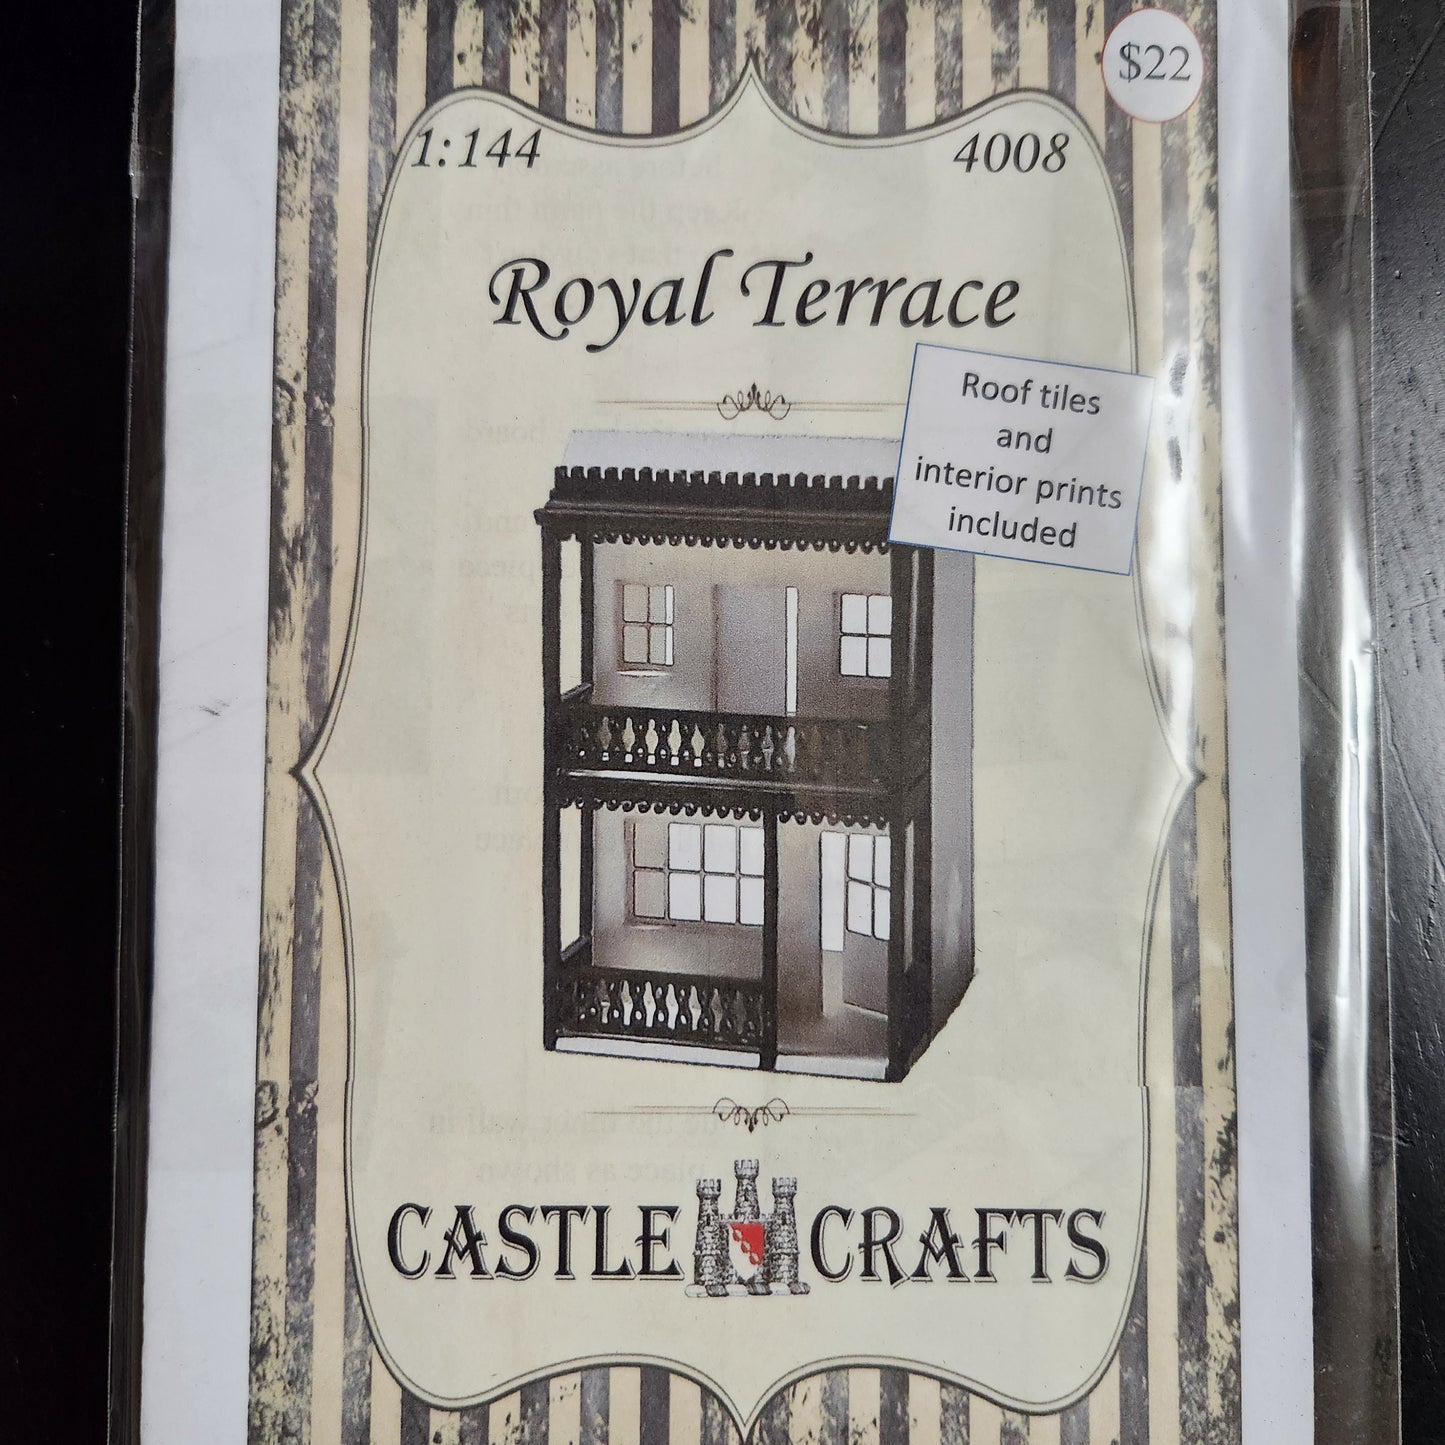 $22
1:144
4008
Royal Terrace
Roof tiles
and
interior prints
included
CASTLE CRAFTS